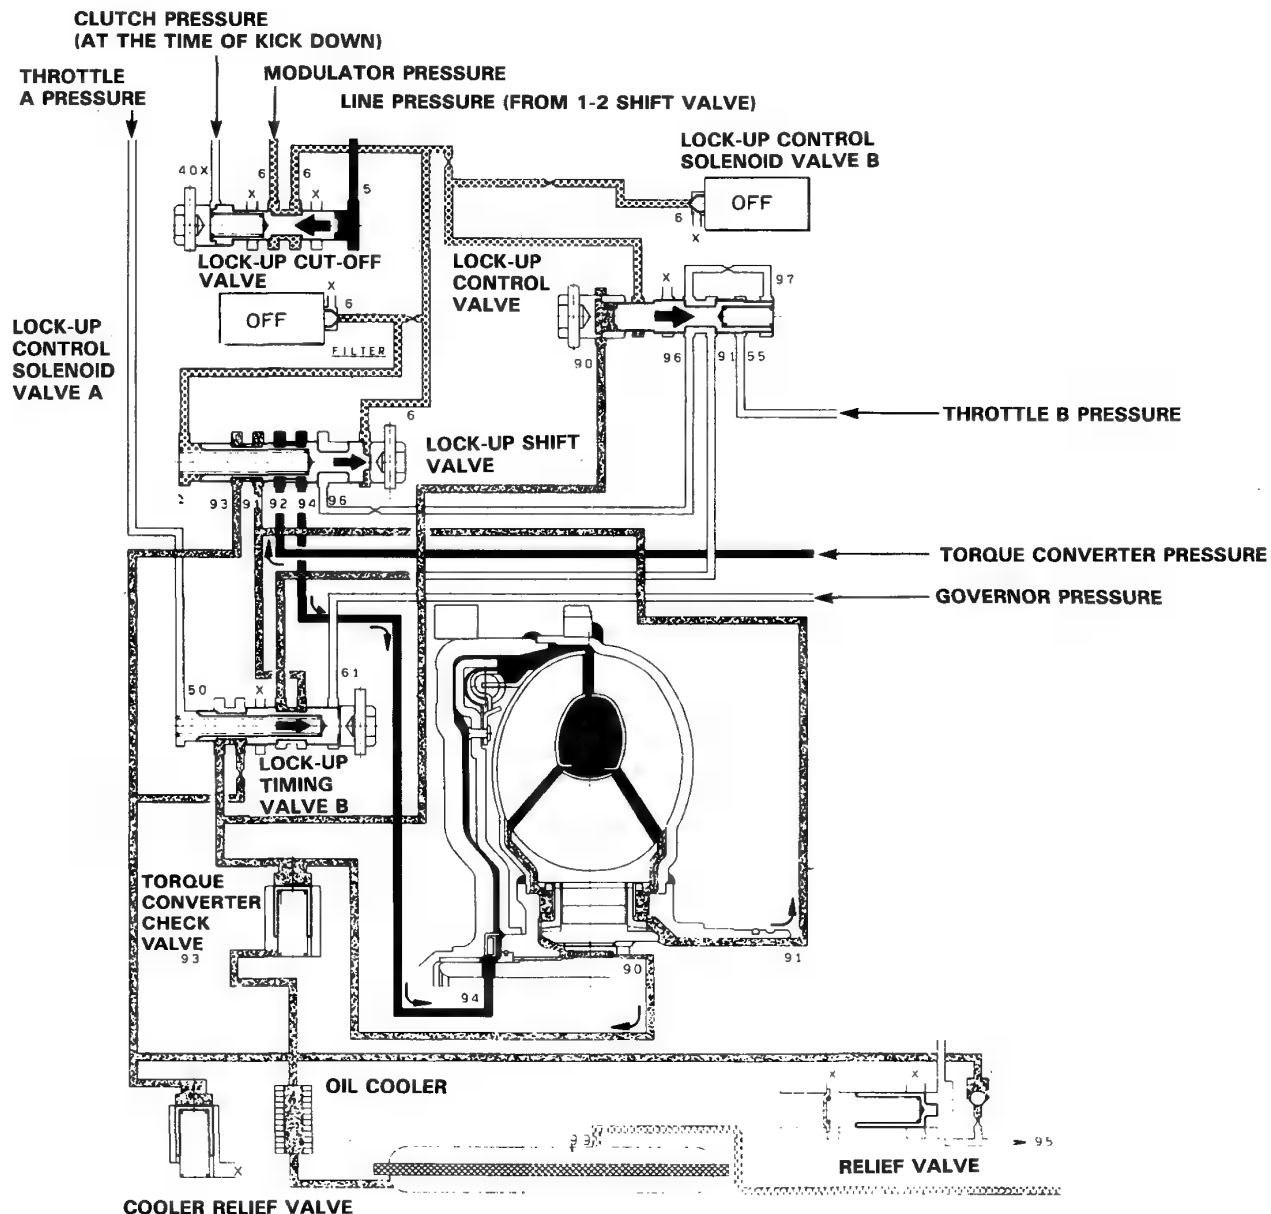 CLUTCH PRESSURE
(AT THE TIME OF KICK DOWN)
THROTTLE
A PRESSURE
MODULATOR PRESSURE
LINE PRESSURE (FROM 1-2 SHIFT VALVE)
LOCK-UP CONTROL
SOLENOID VALVE B
40X
6
6
5
X
X
OFF
6
X
LOCK-UP CUT-OFF
VALVE
LOCK-UP
CONTROL
VALVE
X
97
X
6
OFF
FILTER
LOCK-UP
CONTROL
SOLENOID
VALVE A
90
96
91
55
6
THROTTLE B PRESSURE
LOCK-UP SHIFT
VALVE
2
93
91
92
94
96
TORQUE CONVERTER PRESSURE
GOVERNOR PRESSURE
50
X
61
LOCK-UP
TIMING
VALVE B
TORQUE
CONVERTER
CHECK
VALVE
93
90
91
94
OIL COOLER
X
X
X
99
95
RELIEF VALVE
COOLER RELIEF VALVE